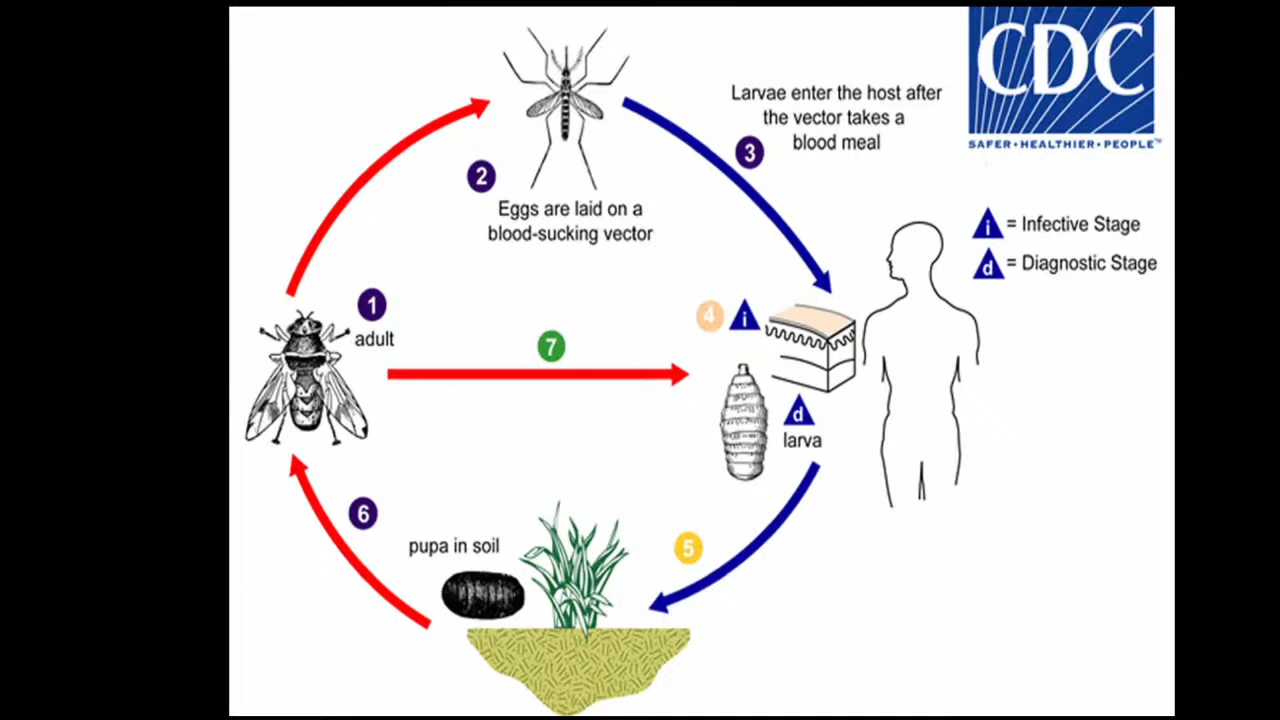 CDC
SAFER•HEALTHIER•PEOPLE™
Larvae enter the host after
the vector takes a
blood meal
3
2
Eggs are laid on a
blood-sucking vector
i = Infective Stage
d = Diagnostic Stage
1
adult
4 i
7
d
larva
6
5
pupa in soil